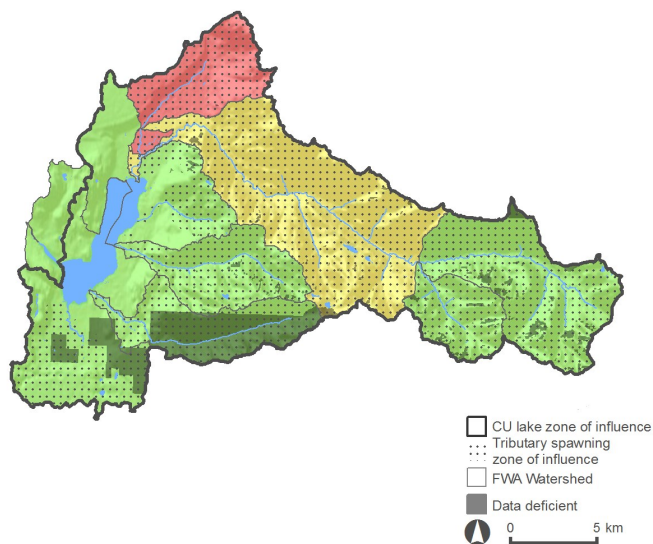 CU lake zone of influence
Tributary spawning
zone of influence
FWA Watershed
Data deficient
0 5 km